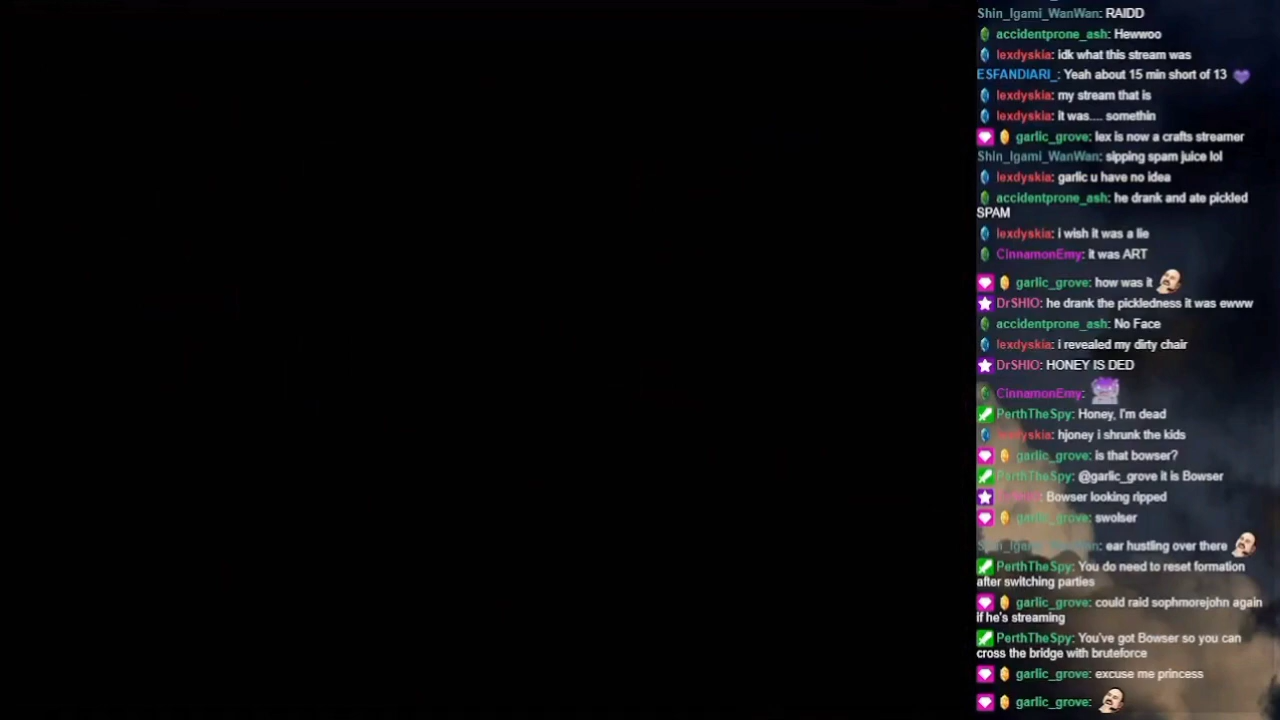 Shin_Igami_WanWan: RAIDD
accidentprone_ash: Hewwoo
lexdyskia: idk what this stream was
ESFANDIARI_: Yeah about 15 min short of 13
lexdyskia: my stream that is
lexdyskia: it was.... somethin
garlic_grove: lex is now a crafts streamer
Shin_Igami_WanWan: sipping spam juice lol
lexdyskia: garlic u have no idea
accidentprone_ash: he drank and ate pickled
SPAM
lexdyskia: i wish it was a lie
CinnamonEmy: it was ART
garlic_grove: how was it
DrSHIO: he drank the pickledness it was ewww
accidentprone_ash: No Face
lexdyskia: i revealed my dirty chair
DrSHIO: HONEY IS DED
CinnamonEmy:
PerthTheSpy: Honey, I'm dead
lexdyskia: hjoney i shrunk the kids
garlic_grove: is that bowser?
PerthTheSpy: @garlic_grove it is Bowser
DrSHIO: Bowser looking ripped
garlic_grove: swolser
Shin_Igami_WanWan: ear hustling over there
PerthTheSpy: You do need to reset formation
after switching parties
garlic_grove: could raid sophmorejohn again
if he's streaming
PerthTheSpy: You've got Bowser so you can
cross the bridge with bruteforce
garlic_grove: excuse me princess
garlic_grove: